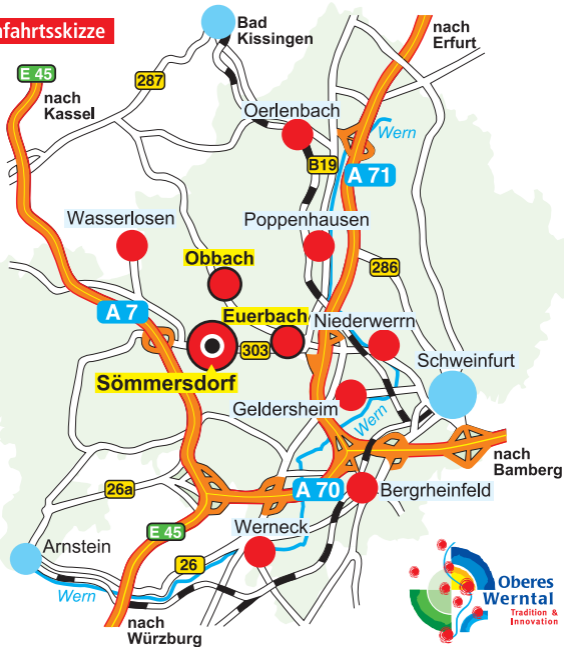 nfahrtsskizze
Bad
Kissingen
nach
Erfurt
E 45
nach
Kassel
287
Oerlenbach
Wern
B19
A 71
Wasserlosen
Poppenhausen
Obbach
286
A 7
Euerbach
Niederwerrn
303
Schweinfurt
Sömmersdorf
Geldersheim
Wern
nach
Bamberg
26a
A 70
Bergrheinfeld
E 45
Werneck
Arnstein
26
Wern
nach
Würzburg
Oberes
Werntal
Tradition &
Innovation